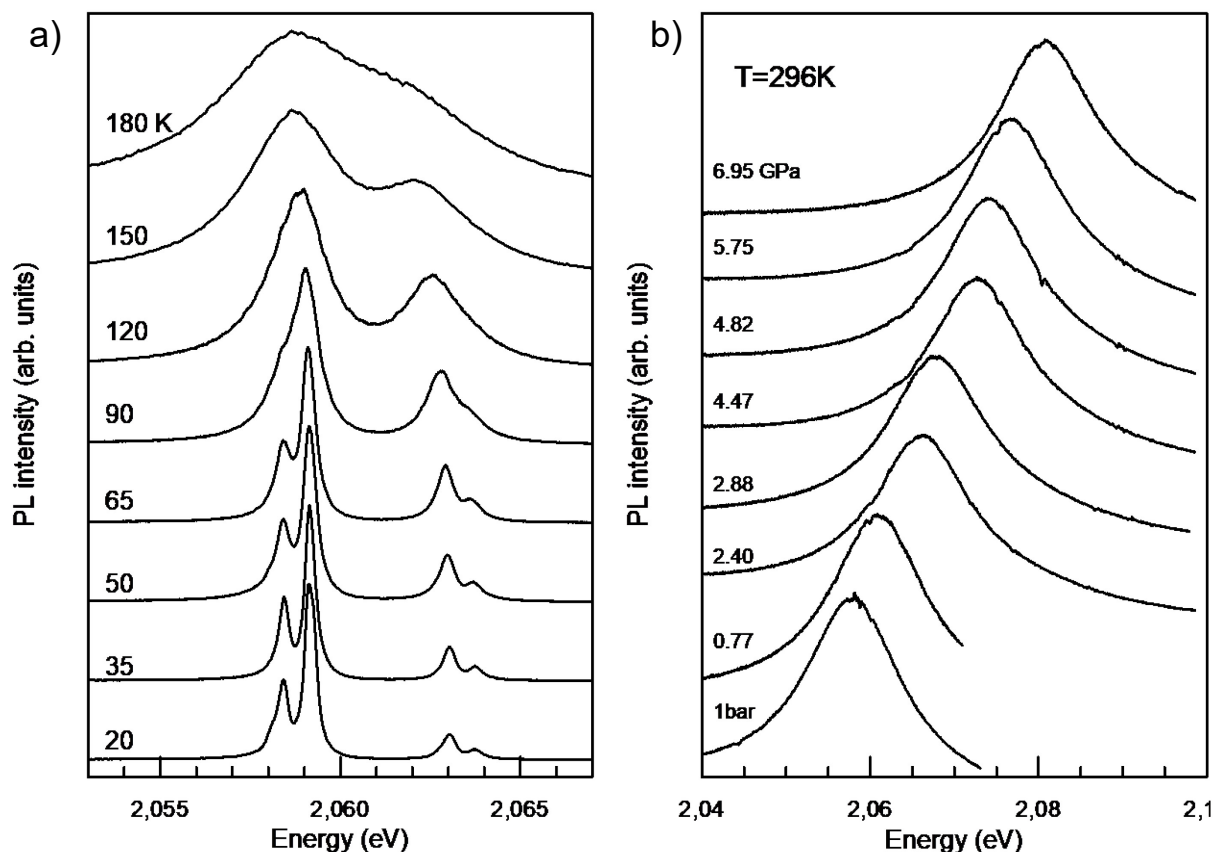 a)
180 K
150
120
90
65
50
35
20
PL intensity (arb. units)
2,055
2,060
2,065
Energy (eV)
b)
T=296K
6.95 GPa
5.75
4.82
4.47
2.88
2.40
0.77
1bar
PL intensity (arb. units)
2,04
2,06
2,08
2,1
Energy (eV)